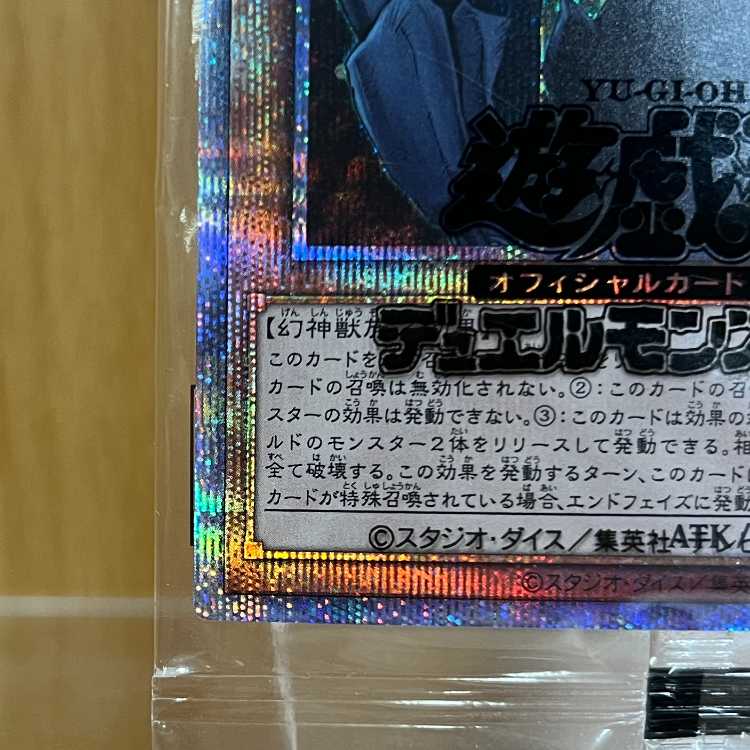 YU-GI-OH
遊戯
オフィシャルカード
デュエルモン
【幻神獣
このカードを
カードの召喚は無効化されない。②：このカードの召
スターの効果は発動できない。③：このカードは効果の
ルドのモンスター２体をリリースして発動できる。相
全て破壊する。この効果を発動するターン、このカード
カードが特殊召喚されている場合、エンドフェイズに発動
©スタジオ・ダイス／集英社
ATK/
©スタジオ・ダイス／集英